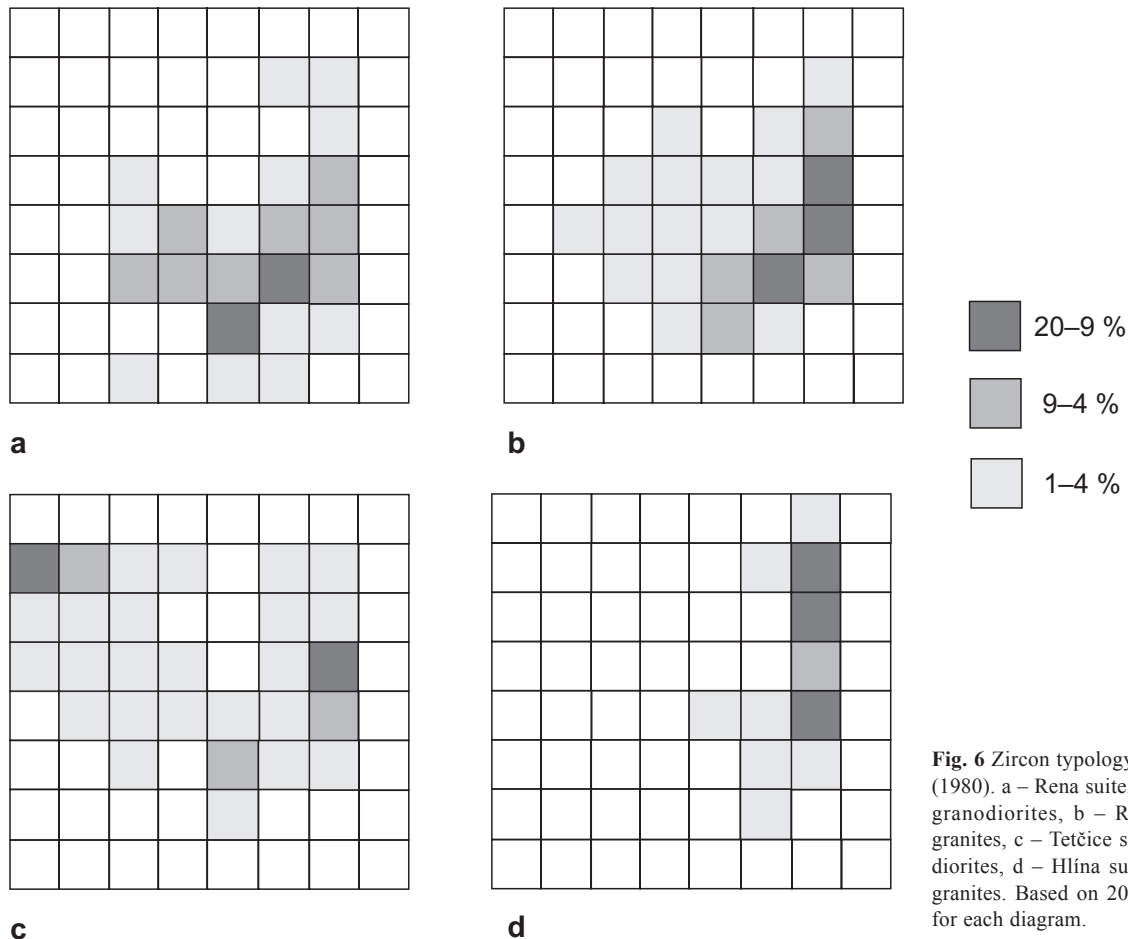 a
b
20–9 %
9–4 %
1–4 %
c
d
Fig. 6 Zircon typology
(1980). a – Rena suite
granodiorites, b – R
granites, c – Tetčice s
diorites, d – Hlína su
granites. Based on 20
for each diagram.